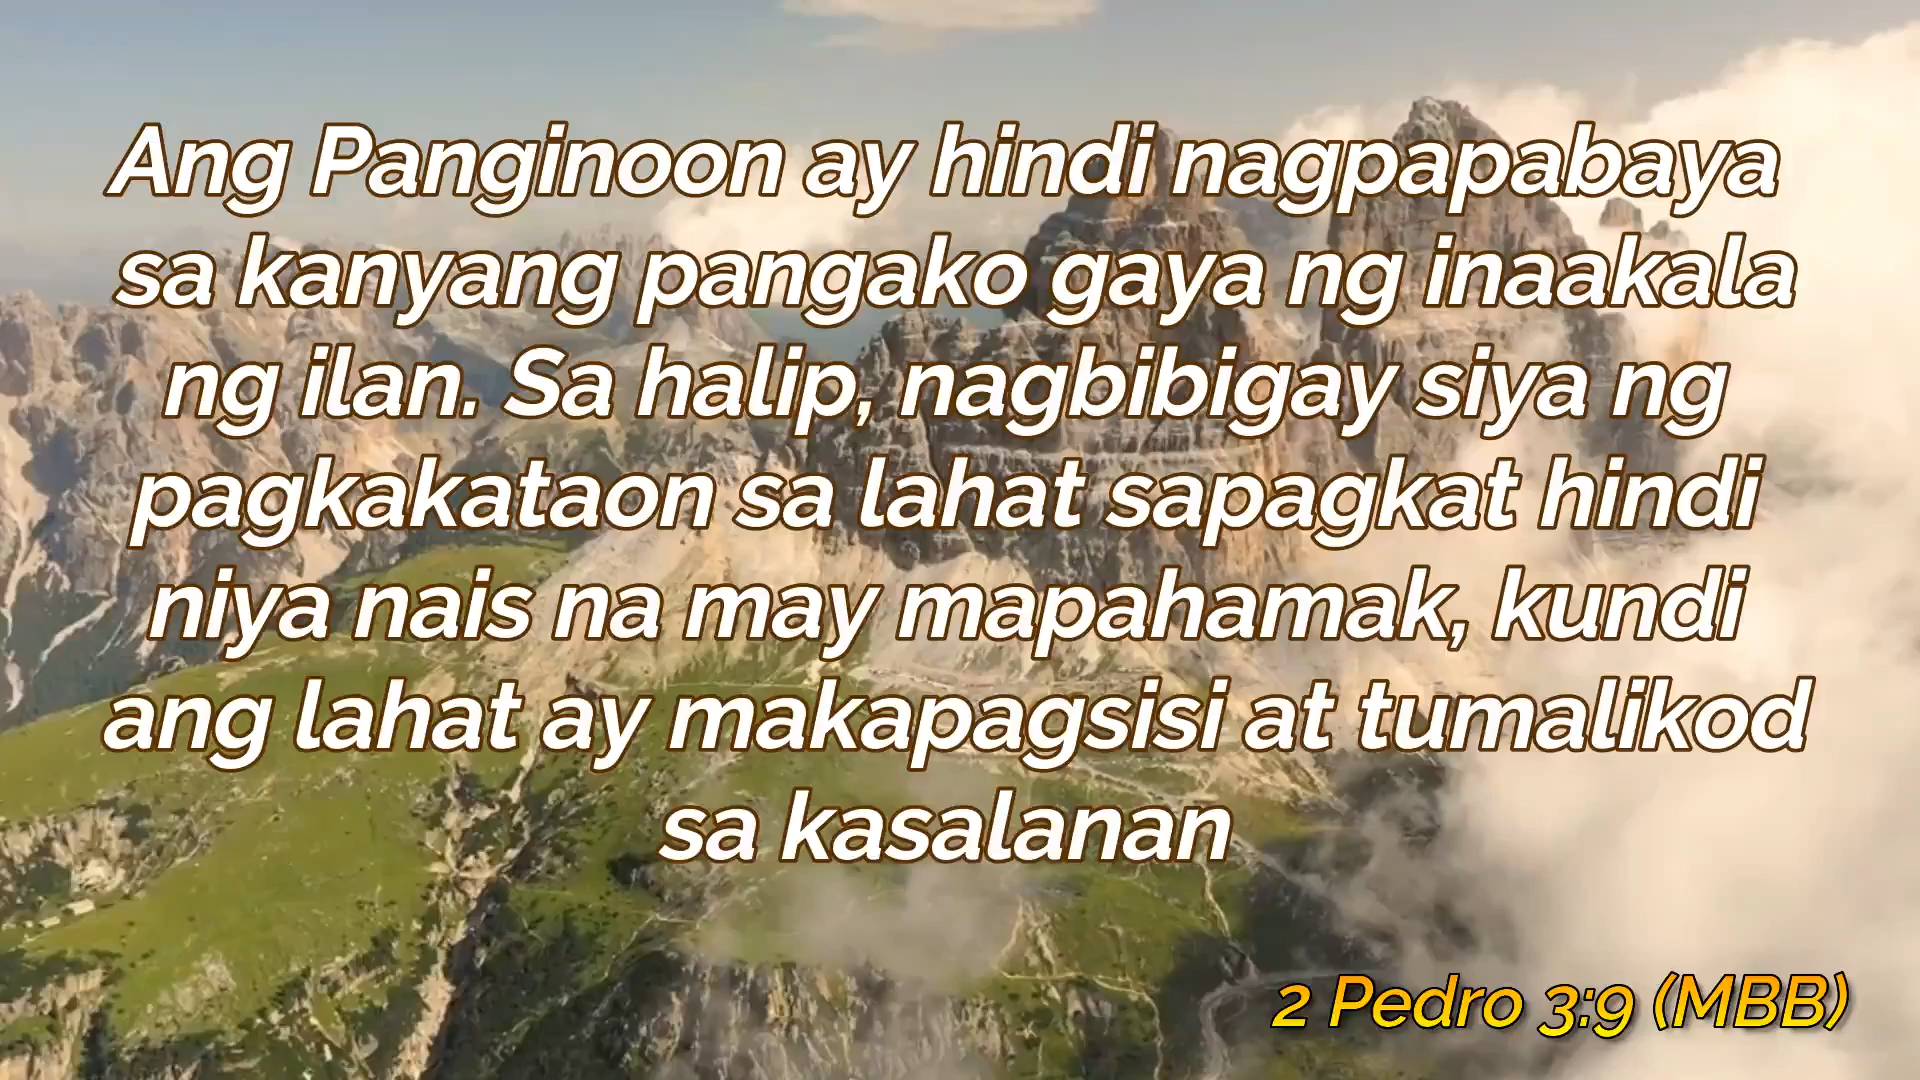 Ang Panginoon ay hindi nagpapabaya
sa kanyang pangako gaya ng inaakala
ng ilan. Sa halip, nagbibigay siya ng
pagkakataon sa lahat sapagkat hindi
niya nais na may mapahamak, kundi
ang lahat ay makapagsisi at tumalikod
sa kasalanan
2 Pedro 3:9 (MBB)